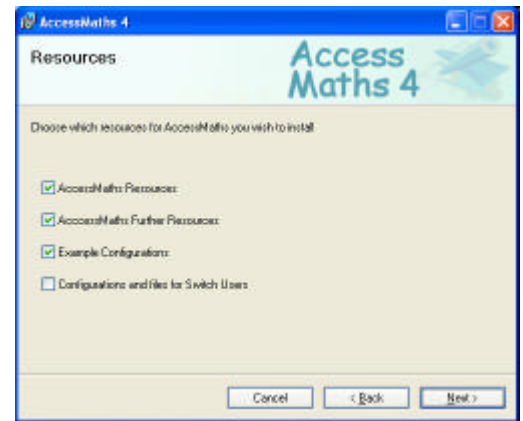 AccessMaths 4
Resources
Access
Maths 4
Choose which resources for AccessMaths you wish to install
AccessMaths Resources
AccessMaths Further Resources
Example Configurations
Configurations and files for Switch Users
Cancel
< Back
Next >